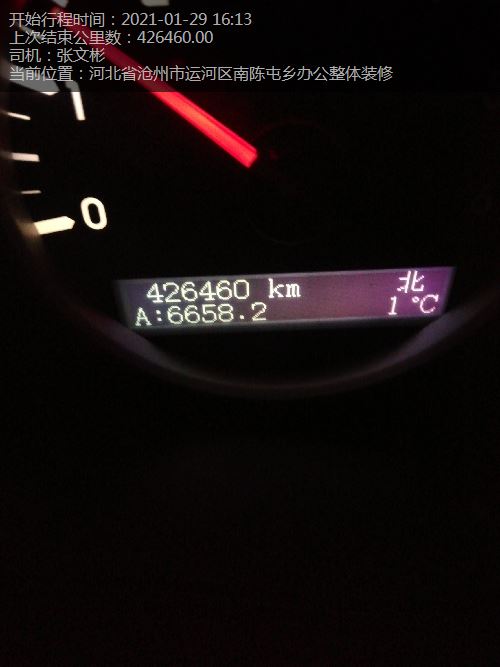 开始行程时间：2021-01-29 16:13
上次结束公里数：426460.00
司机：张文彬
当前位置：河北省沧州市运河区南陈屯乡办公整体装修
1
0
426460 km 北
A:6658.2 1 °C